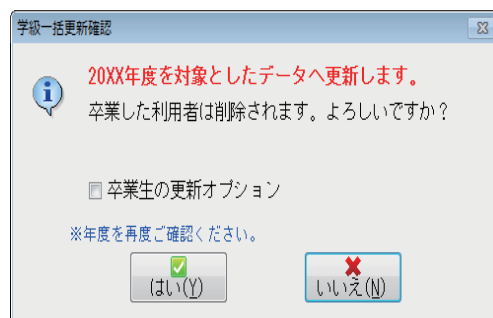 学級一括更新確認
20XX年度を対象としたデータへ更新します。
卒業した利用者は削除されます。よろしいですか？
卒業生の更新オプション
※年度を再度ご確認ください。
はい(Y)
いいえ(N)